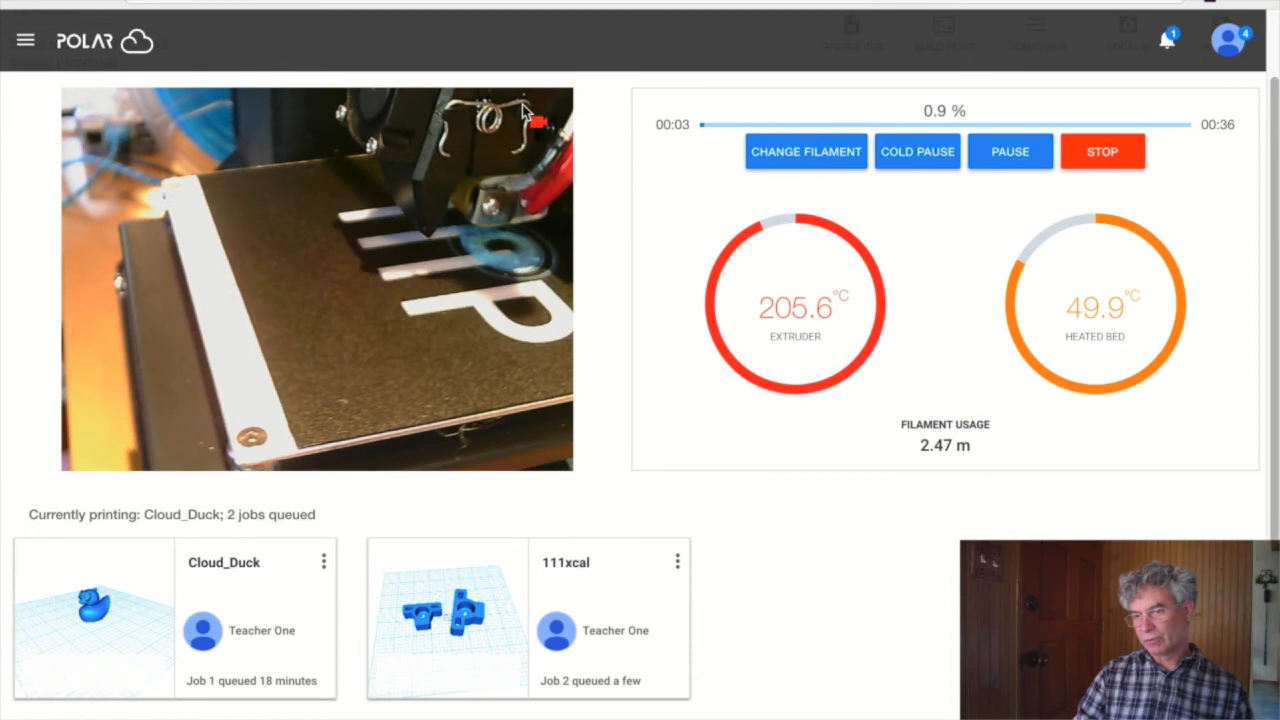 POLAR
1
4
0.9 %
00:03
00:36
CHANGE FILAMENT
COLD PAUSE
PAUSE
STOP
205.6°C
EXTRUDER
49.9°C
HEATED BED
FILAMENT USAGE
2.47 m
Currently printing: Cloud_Duck; 2 jobs queued
Cloud_Duck
Teacher One
Job 1 queued 18 minutes
111xcal
Teacher One
Job 2 queued a few